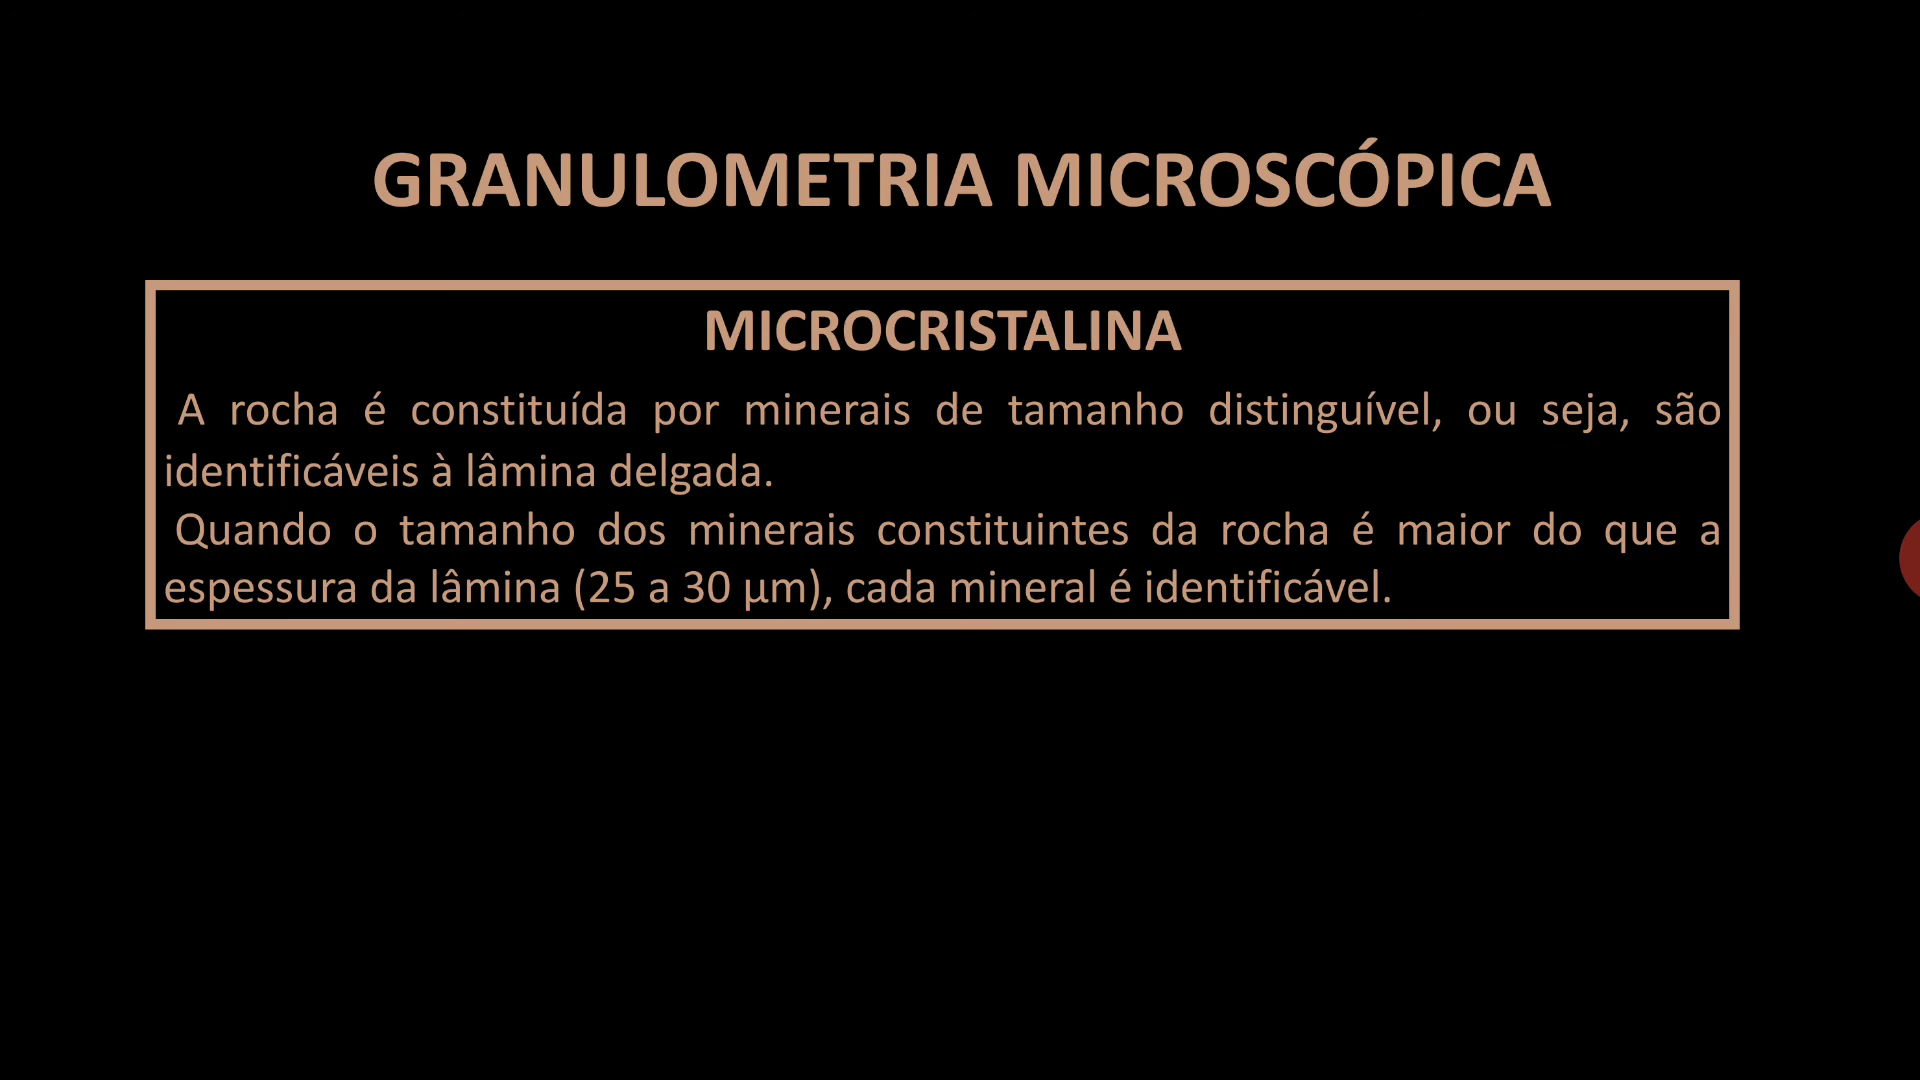 GRANULOMETRIA MICROSCÓPICA
MICROCRISTALINA
A rocha é constituída por minerais de tamanho distinguível, ou seja, são
identificáveis à lâmina delgada.
Quando o tamanho dos minerais constituintes da rocha é maior do que a
espessura da lâmina (25 a 30 μm), cada mineral é identificável.